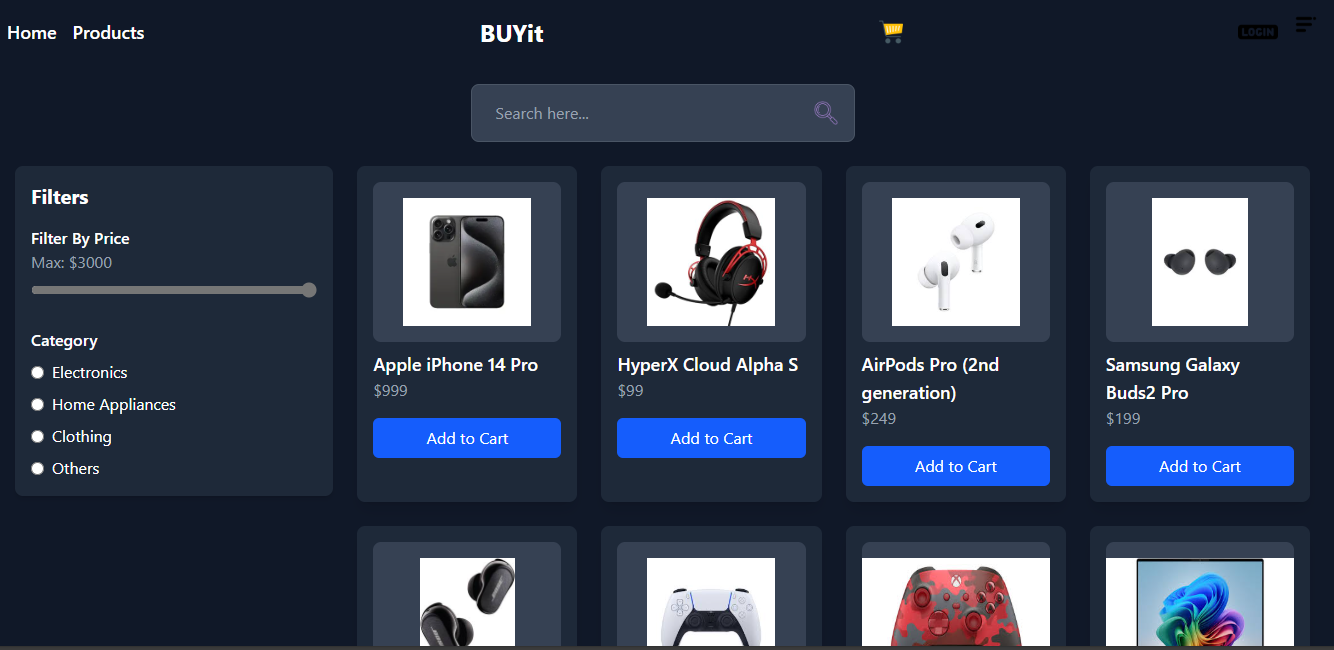 Home
Products
BUYit
LOGIN
Search here...
Filters
Filter By Price
Max: $3000
Category
Electronics
Home Appliances
Clothing
Others
Apple iPhone 14 Pro
$999
Add to Cart
HyperX Cloud Alpha S
$99
Add to Cart
AirPods Pro (2nd
generation)
$249
Add to Cart
Samsung Galaxy
Buds2 Pro
$199
Add to Cart